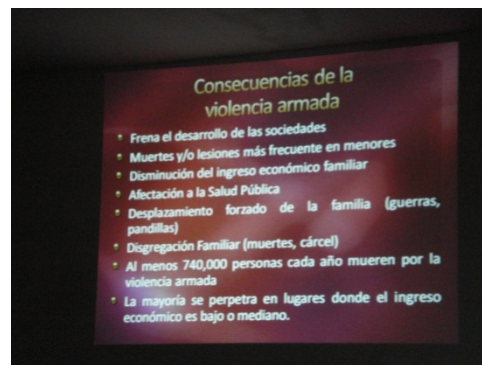 Consecuencias de la
violencia armada
Frena el desarrollo de las sociedades
Muertes y/o lesiones más frecuente en menores
Disminución del ingreso económico familiar
Afectación a la Salud Pública
Desplazamiento forzado de la familia (guerras,
pandillas)
Disgregación Familiar (muertes, cárcel)
Al menos 740,000 personas cada año mueren por la
violencia armada
La mayoría se perpetra en lugares donde el ingreso
económico es bajo o mediano.